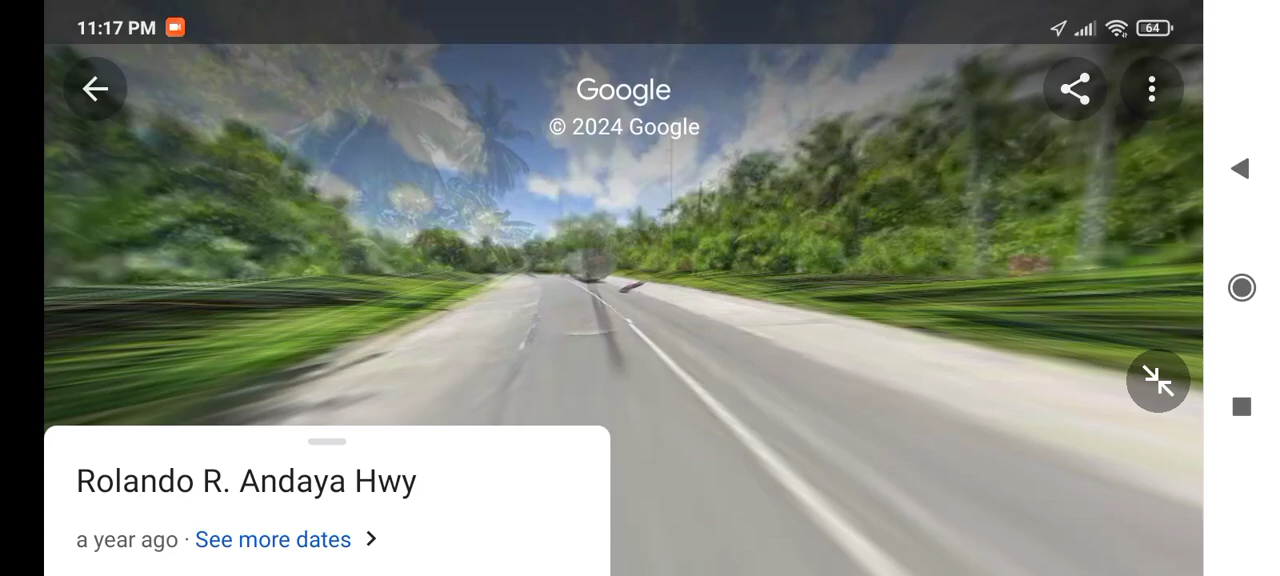 11:17 PM
64
Google
© 2024 Google
Rolando R. Andaya Hwy
a year ago · See more dates